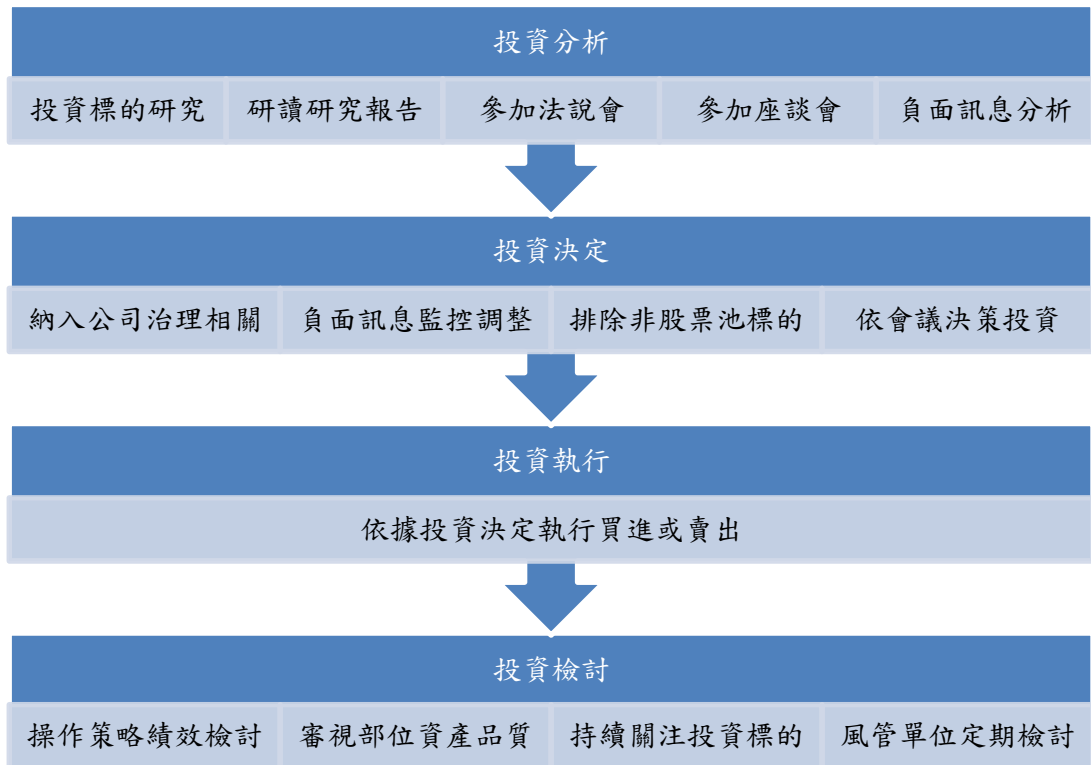 投資分析
投資標的研究 研讀研究報告 參加法說會 參加座談會 負面訊息分析
投資決定
納入公司治理相關 負面訊息監控調整 排除非股票池標的 依會議決策投資
投資執行
依據投資決定執行買進或賣出
投資檢討
操作策略績效檢討 審視部位資產品質 持續關注投資標的 風管單位定期檢討